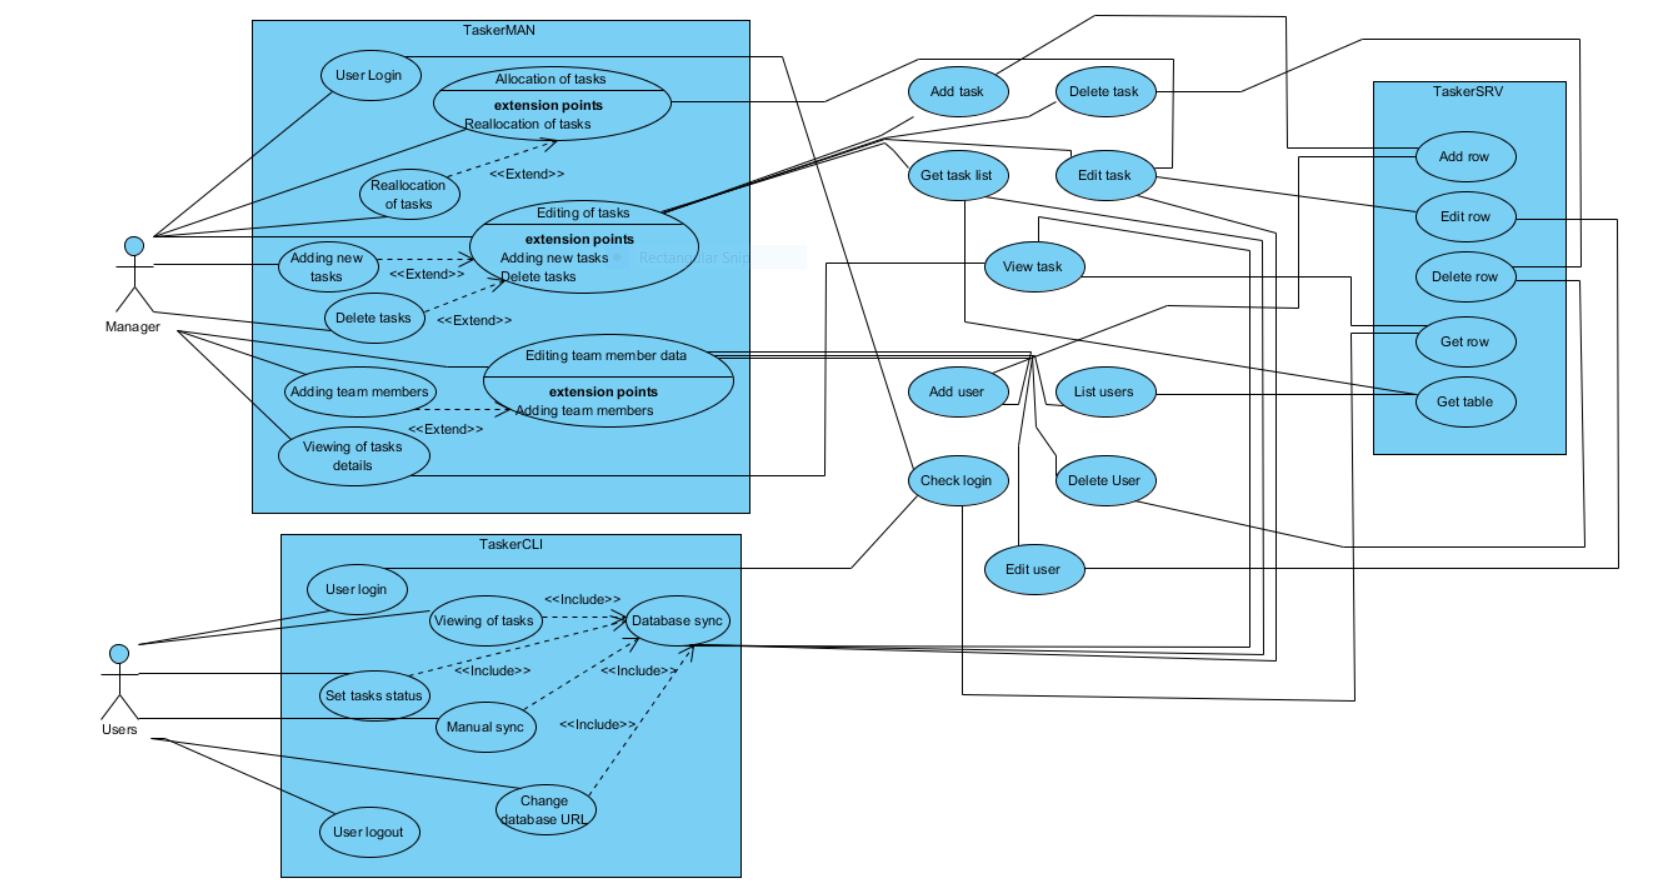 TaskerMAN
User Login
Allocation of tasks
extension points
Reallocation of tasks
<<Extend>>
Reallocation
of tasks
Editing of tasks
extension points
Adding new tasks
Delete tasks
Adding new
tasks
<<Extend>>
Delete tasks
<<Extend>>
Manager
Editing team member data
extension points
Adding team members
Adding team members
<<Extend>>
Viewing of tasks
details
Rectangular Snip
TaskerCLI
User login
Viewing of tasks
<<Include>>
Database sync
<<Include>>
<<Include>>
Set tasks status
Manual sync
<<Include>>
Users
Change
database URL
User logout
Add task
Delete task
Get task list
Edit task
View task
Add user
List users
Check login
Delete User
Edit user
TaskerSRV
Add row
Edit row
Delete row
Get row
Get table